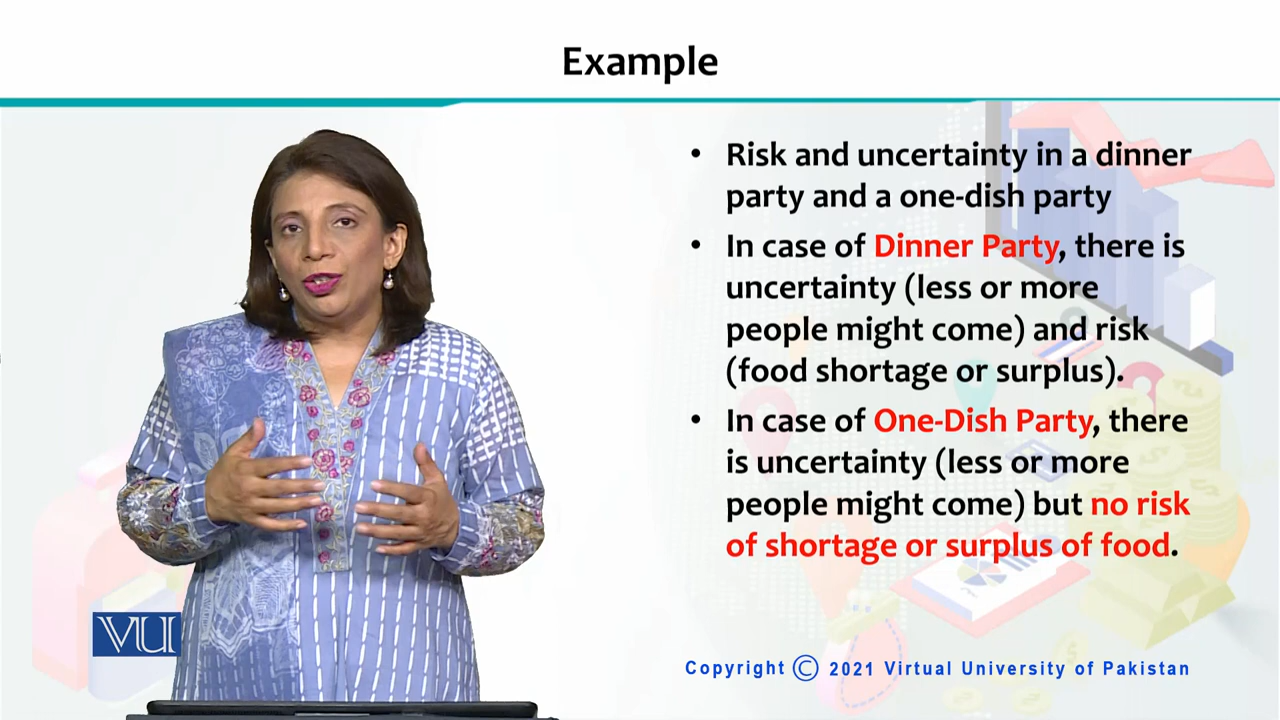 Example
• Risk and uncertainty in a dinner
party and a one-dish party
• In case of Dinner Party, there is
uncertainty (less or more
people might come) and risk
(food shortage or surplus).
• In case of One-Dish Party, there
is uncertainty (less or more
people might come) but no risk
of shortage or surplus of food.
VU
Copyright © 2021 Virtual University of Pakistan